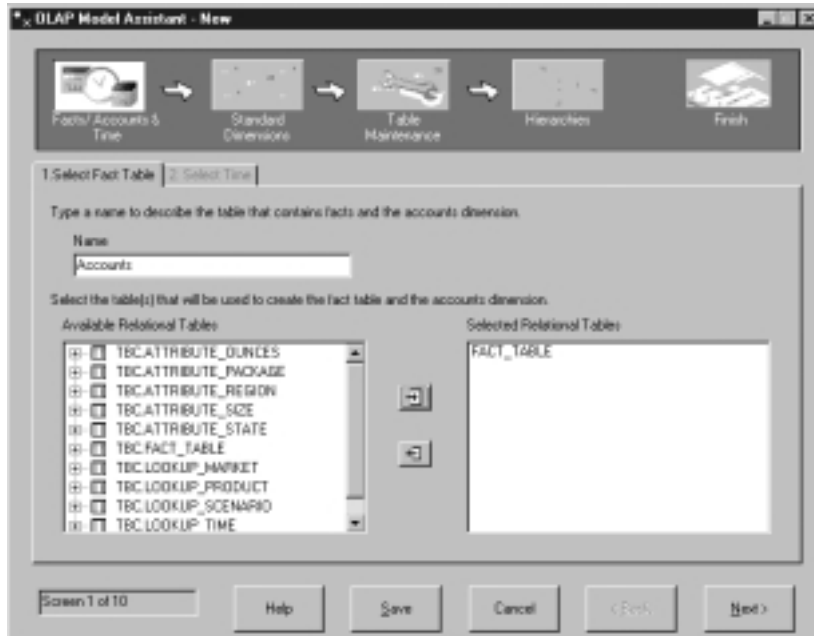 OLAP Model Assistant - New
Facts/Accounts & Time
Standard Dimensions
Table Maintenance
Hierarchies
Finish
1.Select Fact Table
2. Select Time
Type a name to describe the table that contains facts and the accounts dimension.
Name
Accounts
Select the table(s) that will be used to create the fact table and the accounts dimension.
Available Relational Tables
Selected Relational Tables
TBC.ATTRIBUTE_OUNCES
TBC.ATTRIBUTE_PACKAGE
TBC.ATTRIBUTE_REGION
TBC.ATTRIBUTE_SIZE
TBC.ATTRIBUTE_STATE
TBC.FACT_TABLE
TBC.LOOKUP_MARKET
TBC.LOOKUP_PRODUCT
TBC.LOOKUP_SCENARIO
TBC.LOOKUP_TIME
FACT_TABLE
Screen 1 of 10
Help
Save
Cancel
< Back
Next >